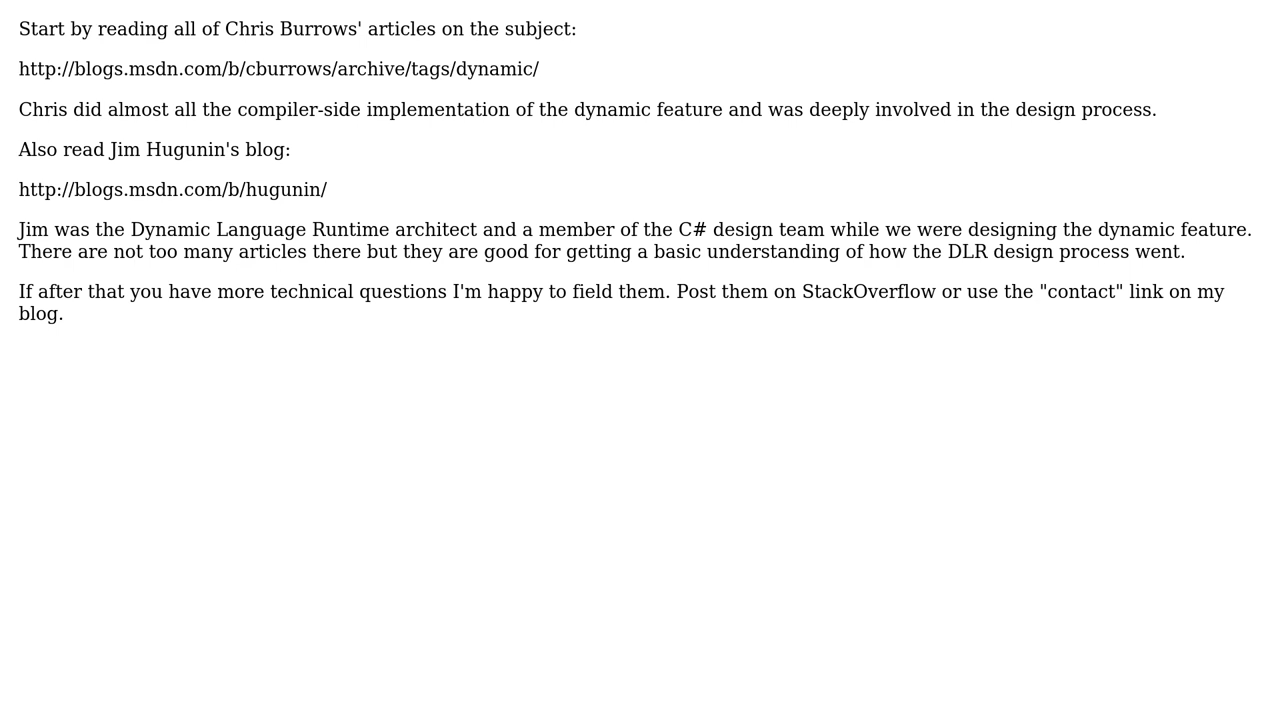 Start by reading all of Chris Burrows' articles on the subject:
http://blogs.msdn.com/b/cburrows/archive/tags/dynamic/
Chris did almost all the compiler-side implementation of the dynamic feature and was deeply involved in the design process.
Also read Jim Hugunin's blog:
http://blogs.msdn.com/b/hugunin/
Jim was the Dynamic Language Runtime architect and a member of the C# design team while we were designing the dynamic feature.
There are not too many articles there but they are good for getting a basic understanding of how the DLR design process went.
If after that you have more technical questions I'm happy to field them. Post them on StackOverflow or use the "contact" link on my
blog.